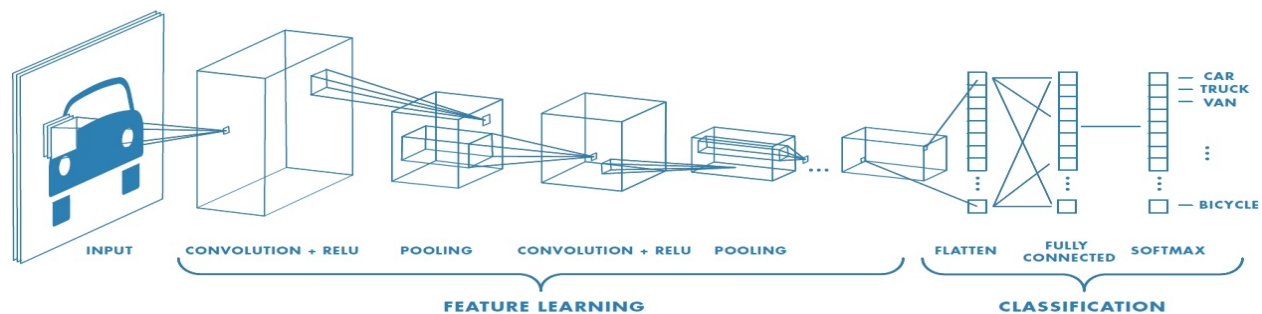 CAR
TRUCK
VAN
BICYCLE
INPUT
CONVOLUTION + RELU
POOLING
CONVOLUTION + RELU
POOLING
FLATTEN
FULLY
CONNECTED
SOFTMAX
FEATURE LEARNING
CLASSIFICATION